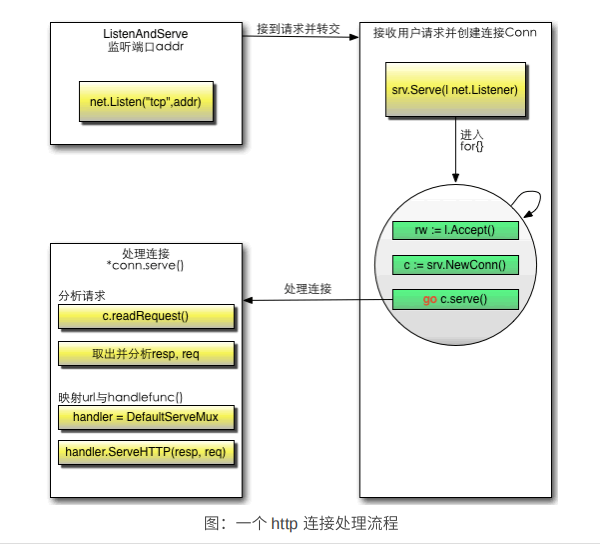 ListenAndServe
监听端口addr
net.Listen("tcp",addr)
接到请求并转交
接收用户请求并创建连接Conn
srv.Serve(l net.Listener)
进入
for{}
rw := l.Accept()
c := srv.NewConn()
go c.serve()
处理连接
处理连接
*conn.serve()
分析请求
c.readRequest()
取出并分析resp, req
映射url与handlefunc()
handler = DefaultServeMux
handler.ServeHTTP(resp, req)
图：一个 http 连接处理流程